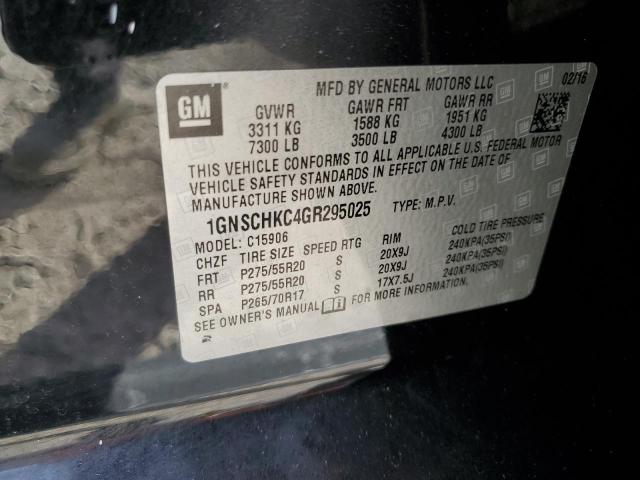 GM
®
MFD BY GENERAL MOTORS LLC 02/16
GVWR GAWR FRT GAWR RR
3311 KG 1588 KG 1951 KG
7300 LB 3500 LB 4300 LB
THIS VEHICLE CONFORMS TO ALL APPLICABLE U.S. FEDERAL MOTOR
VEHICLE SAFETY STANDARDS IN EFFECT ON THE DATE OF
MANUFACTURE SHOWN ABOVE.
1GNSCHKC4GR295025 TYPE: M.P.V.
MODEL: C15906
CHZF TIRE SIZE SPEED RTG RIM COLD TIRE PRESSURE
FRT P275/55R20 S 20X9J 240KPA(35PSI)
RR P275/55R20 S 20X9J 240KPA(35PSI)
SPA P265/70R17 S 17X7.5J 240KPA(35PSI)
SEE OWNER'S MANUAL FOR MORE INFORMATION.